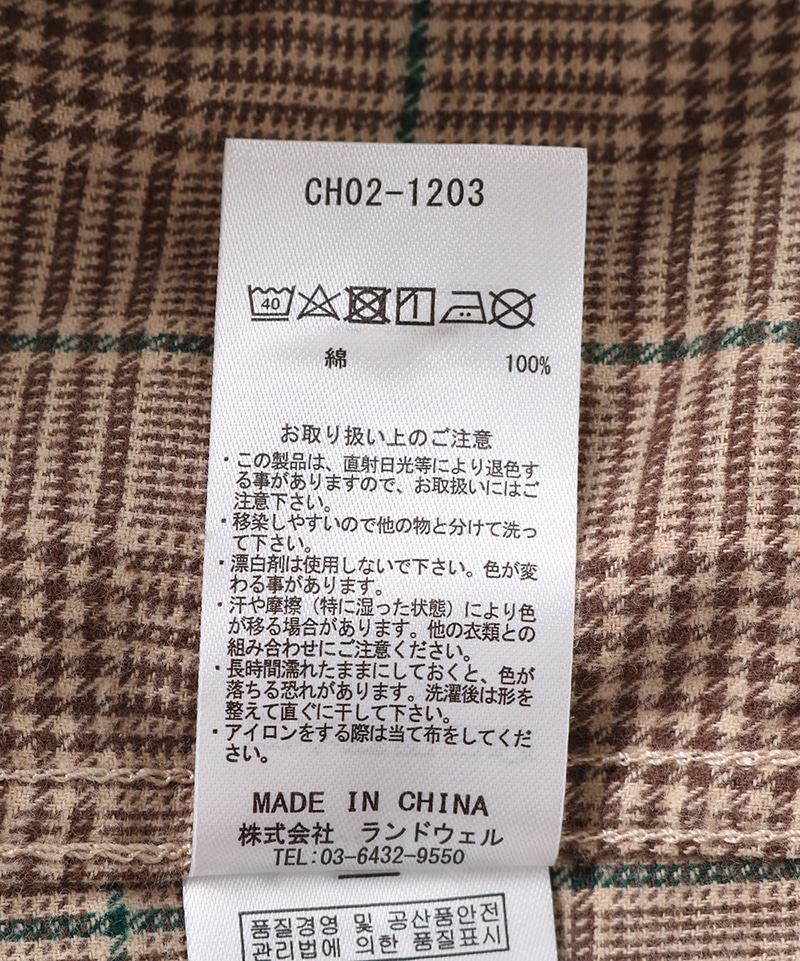 CH02-1203
40
綿 100%
お取り扱い上のご注意
・この製品は、直射日光等により退色す
る事がありますので、お取扱いにはご
注意下さい。
・移染しやすいので他の物と分けて洗っ
て下さい。
・漂白剤は使用しないで下さい。色が変
わる事があります。
・汗や摩擦（特に湿った状態）により色
が移る場合があります。他の衣類との
組み合わせにご注意ください。
・長時間濡れたままにしておくと、色が
落ちる恐れがあります。洗濯後は形を
整えて直ぐに干して下さい。
・アイロンをする際は当て布をしてくだ
さい。
MADE IN CHINA
株式会社 ランドウェル
TEL:03-6432-9550
품질경영 및 공산품안전
관리법에 의한 품질표시